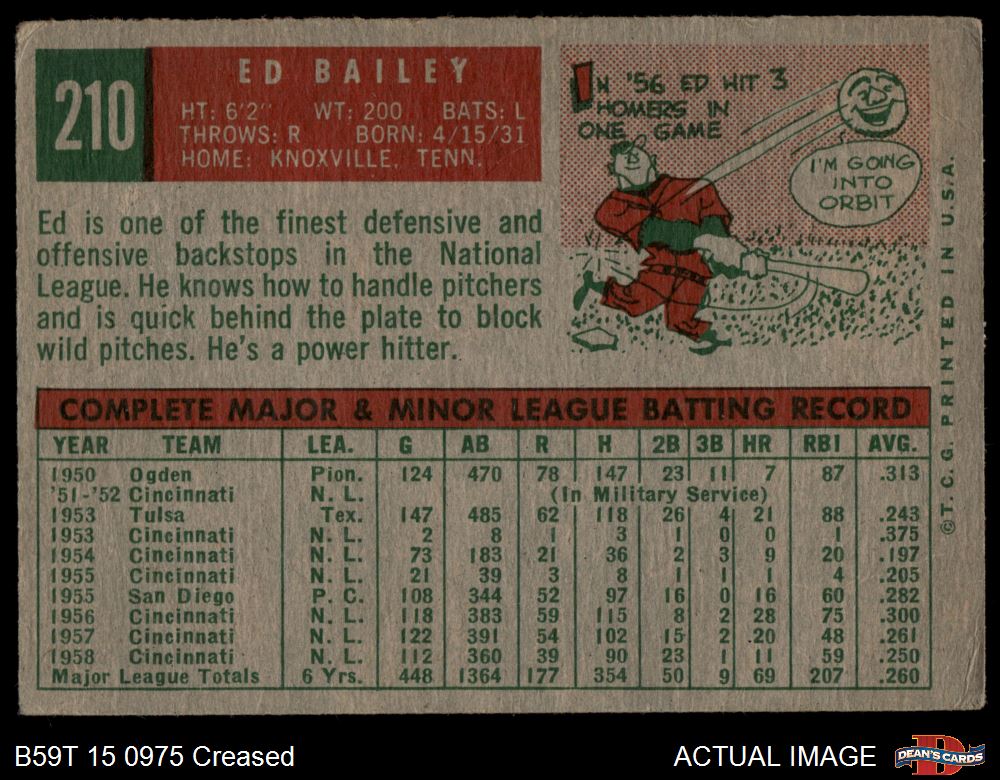 210
ED BAILEY
HT: 6'2" WT: 200 BATS: L
THROWS: R BORN: 4/15/31
HOME: KNOXVILLE, TENN.
IN '56 ED HIT 3
HOMERS IN
ONE GAME
I'M GOING
INTO
ORBIT
Ed is one of the finest defensive and
offensive backstops in the National
League. He knows how to handle pitchers
and is quick behind the plate to block
wild pitches. He's a power hitter.
©T. C. G. PRINTED IN U.S.A.
COMPLETE MAJOR & MINOR LEAGUE BATTING RECORD
YEAR TEAM LEA. G AB R H 2B 3B HR RBI AVG.
1950 Ogden Pion. 124 470 78 147 23 11 7 87 .313
'51-'52 Cincinnati N. L. (In Military Service)
1953 Tulsa Tex. 147 485 62 118 26 4 21 88 .243
1953 Cincinnati N. L. 2 8 1 3 1 0 0 1 .375
1954 Cincinnati N. L. 73 183 21 36 2 3 9 20 .197
1955 Cincinnati N. L. 21 39 3 8 1 1 1 4 .205
1955 San Diego P. C. 108 344 52 97 16 0 16 60 .282
1956 Cincinnati N. L. 118 383 59 115 8 2 28 75 .300
1957 Cincinnati N. L. 122 391 54 102 15 2 20 48 .261
1958 Cincinnati N. L. 112 360 39 90 23 1 11 59 .250
Major League Totals 6 Yrs. 448 1364 177 354 50 9 69 207 .260
B59T 15 0975 Creased
ACTUAL IMAGE
DEAN'S CARDS